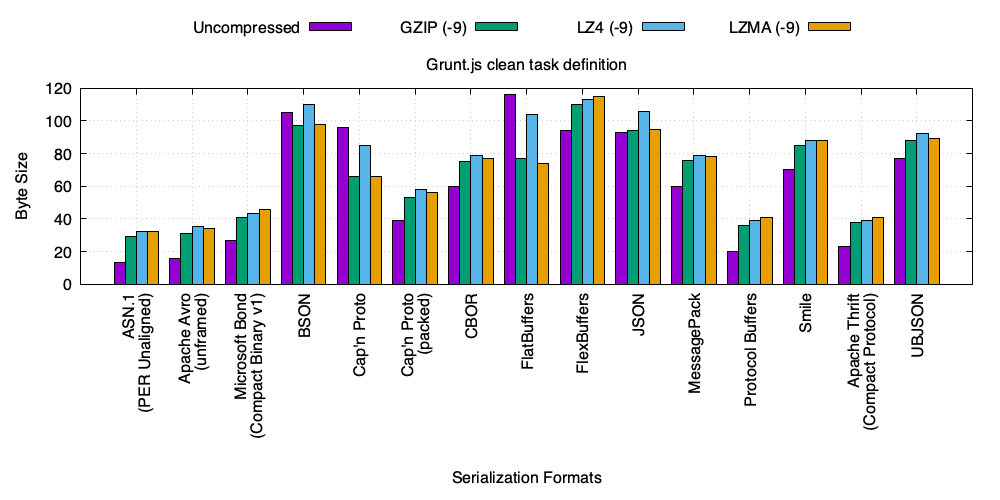 Uncompressed GZIP (-9) LZ4 (-9) LZMA (-9)
Grunt.js clean task definition
Byte Size
120
100
80
60
40
20
0
ASN.1
(PER Unaligned)
Apache Avro
(unframed)
Microsoft Bond
(Compact Binary v1)
BSON
Cap'n Proto
Cap'n Proto
(packed)
CBOR
FlatBuffers
FlexBuffers
JSON
MessagePack
Protocol Buffers
Smile
Apache Thrift
(Compact Protocol)
UBJSON
Serialization Formats